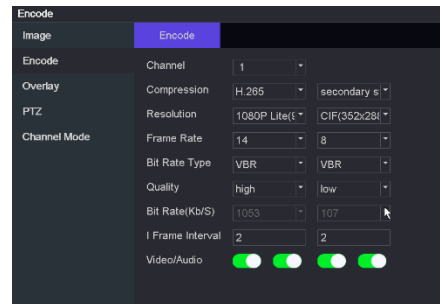 Encode
Image
Encode
Encode
Overlay
PTZ
Channel Mode
Channel 1
Compression H.265 secondary s
Resolution 1080P Lite( CIF(352x28
Frame Rate 14 8
Bit Rate Type VBR VBR
Quality high low
Bit Rate(Kb/S) 1053 107
I Frame Interval 2 2
Video/Audio